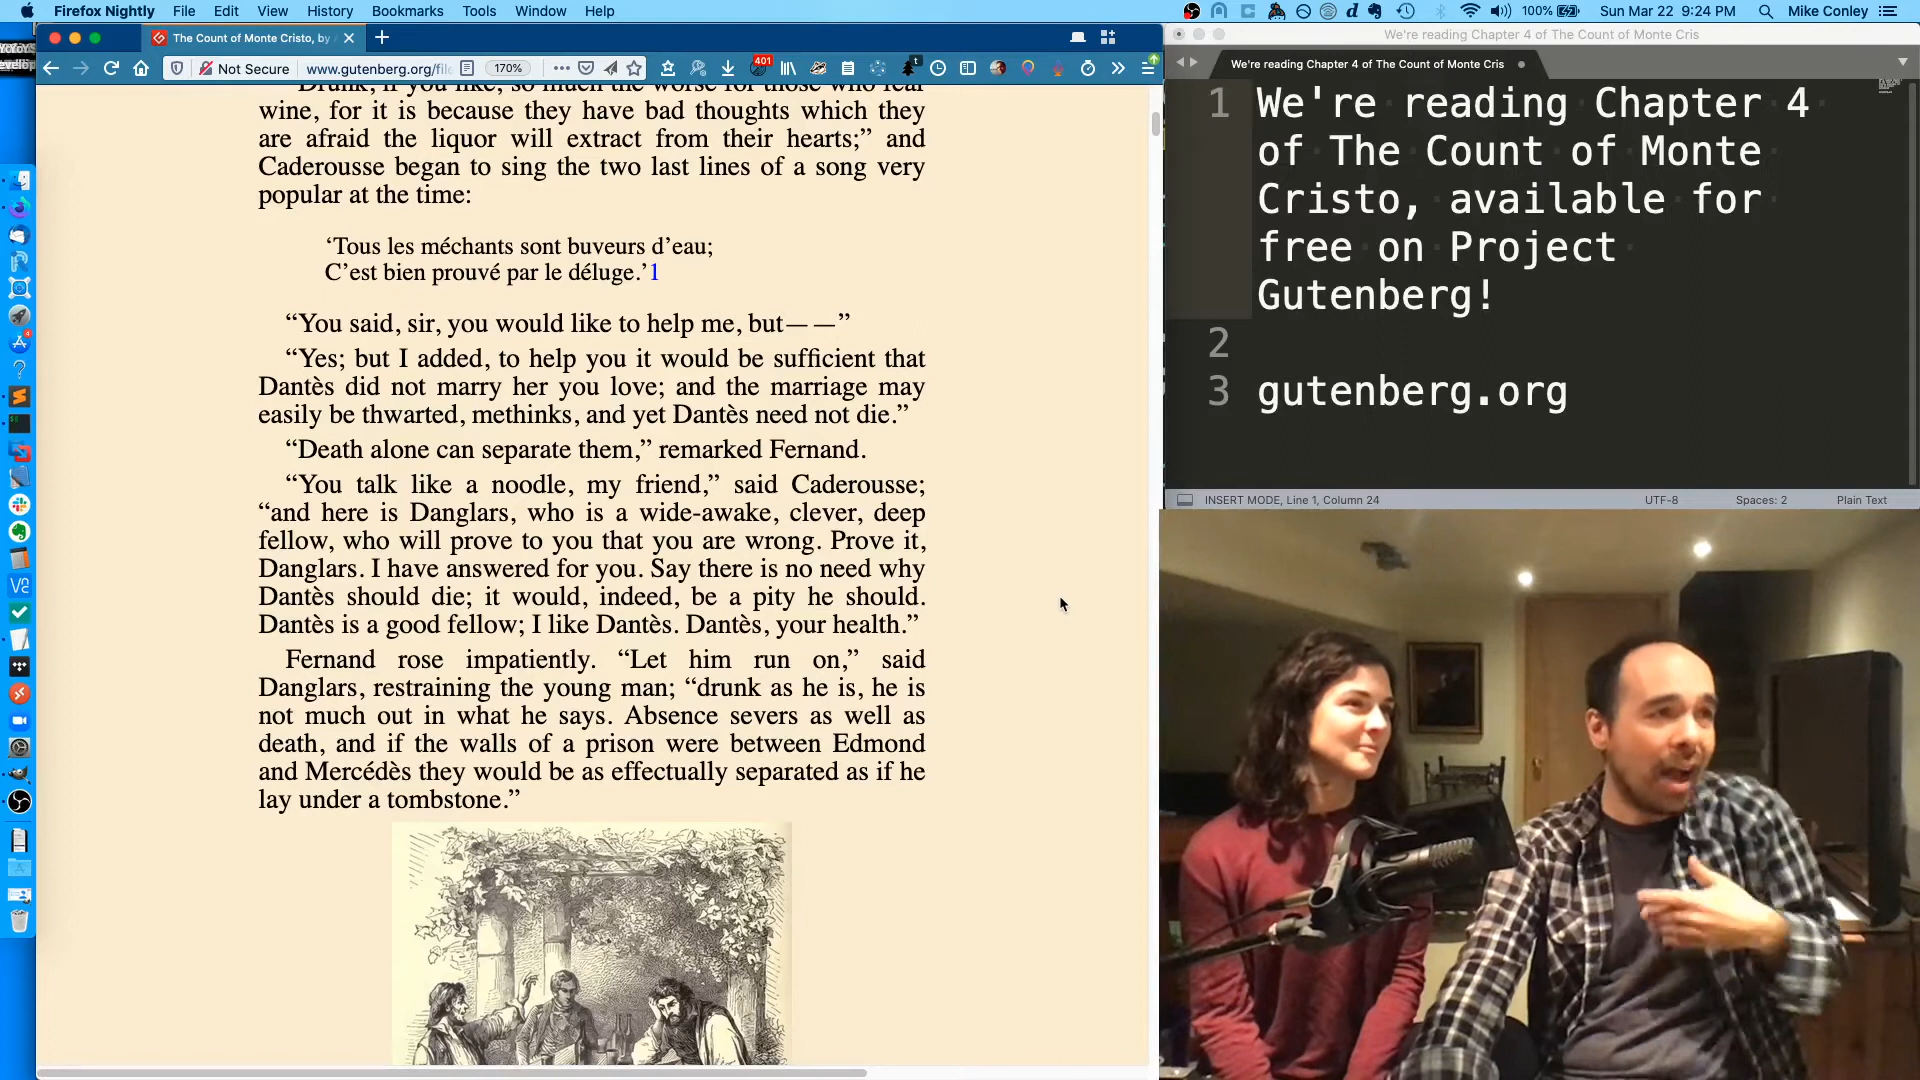 Firefox Nightly File Edit View History Bookmarks Tools Window Help
100% Sun Mar 22 9:24 PM Mike Conley
The Count of Monte Cristo, by
Not Secure www.gutenberg.org/file 170% 401
“Drunk, if you like; so much the worse for those who fear
wine, for it is because they have bad thoughts which they
are afraid the liquor will extract from their hearts;” and
Caderousse began to sing the two last lines of a song very
popular at the time:
‘Tous les méchants sont buveurs d’eau;
C’est bien prouvé par le déluge.’1
“You said, sir, you would like to help me, but— —”
“Yes; but I added, to help you it would be sufficient that
Dantès did not marry her you love; and the marriage may
easily be thwarted, methinks, and yet Dantès need not die.”
“Death alone can separate them,” remarked Fernand.
“You talk like a noodle, my friend,” said Caderousse;
“and here is Danglars, who is a wide-awake, clever, deep
fellow, who will prove to you that you are wrong. Prove it,
Danglars. I have answered for you. Say there is no need why
Dantès should die; it would, indeed, be a pity he should.
Dantès is a good fellow; I like Dantès. Dantès, your health.”
Fernand rose impatiently. “Let him run on,” said
Danglars, restraining the young man; “drunk as he is, he is
not much out in what he says. Absence severs as well as
death, and if the walls of a prison were between Edmond
and Mercédès they would be as effectually separated as if he
lay under a tombstone.”
We're reading Chapter 4 of The Count of Monte Cris
We're reading Chapter 4 of The Count of Monte Cris
1 We're reading Chapter 4
of The Count of Monte
Cristo, available for
free on Project
Gutenberg!
2
3 gutenberg.org
INSERT MODE, Line 1, Column 24 UTF-8 Spaces: 2 Plain Text